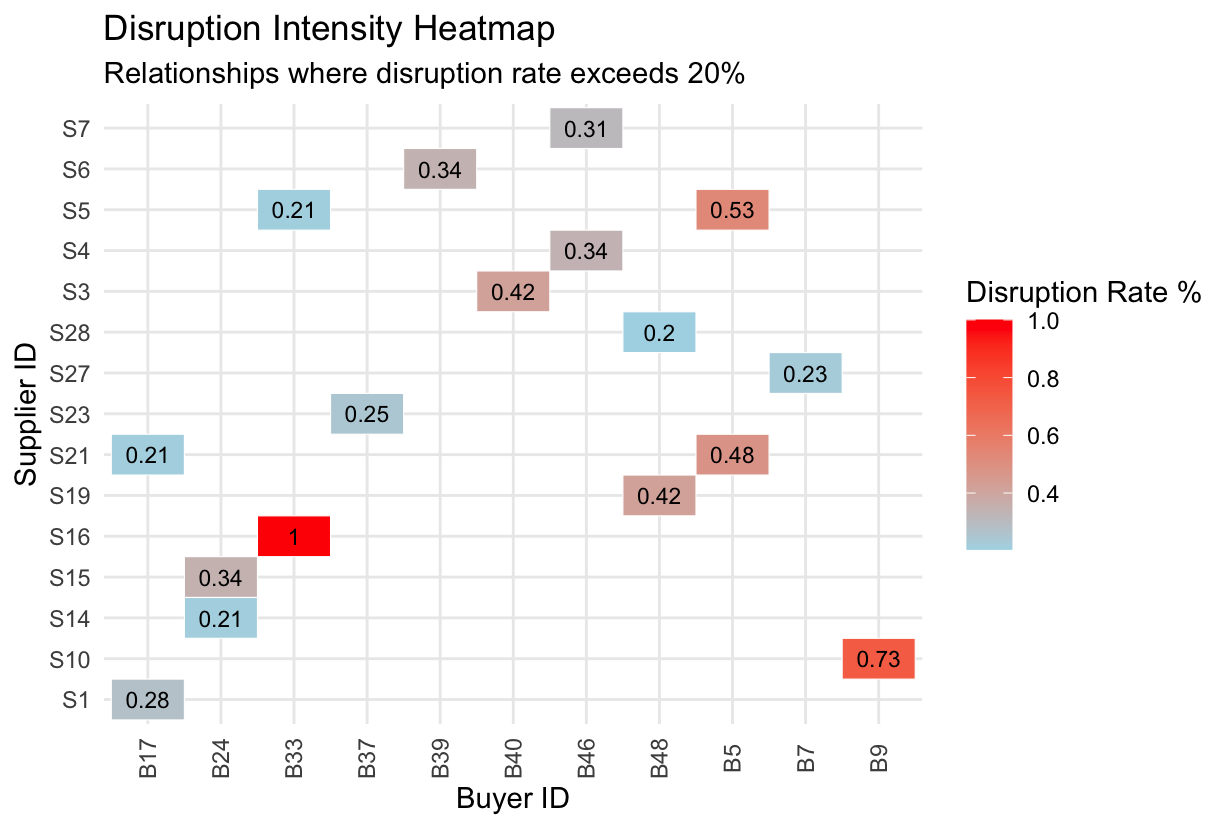 Disruption Intensity Heatmap
Relationships where disruption rate exceeds 20%
Supplier ID
S7 0.31
S6 0.34
S5 0.21 0.53
S4 0.34
S3 0.42
S28 0.2
S27 0.23
S23 0.25
S21 0.21 0.48
S19 0.42
S16 1
S15 0.34
S14 0.21
S10 0.73
S1 0.28
B17 B24 B33 B37 B39 B40 B46 B48 B5 B7 B9
Buyer ID
Disruption Rate %
1.0
0.8
0.6
0.4